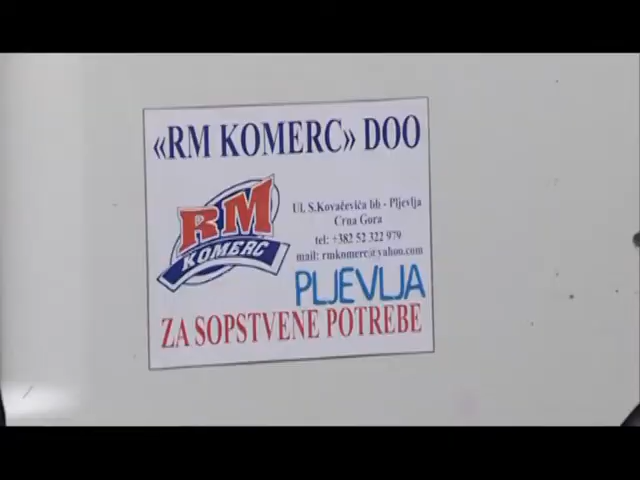 «RM KOMERC» DOO
RM
KOMERC
Ul. S.Kovačevića bb - Pljevlja
Crna Gora
tel: +382 52 322 979
mail: rmkomerc@yahoo.com
PLJEVLJA
ZA SOPSTVENE POTREBE